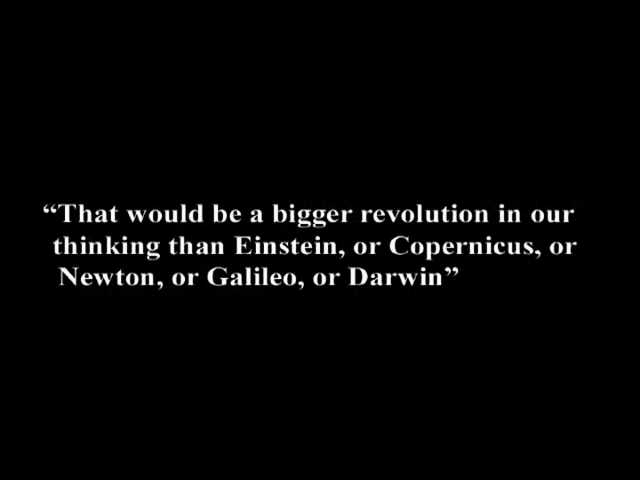 “That would be a bigger revolution in our
thinking than Einstein, or Copernicus, or
Newton, or Galileo, or Darwin”